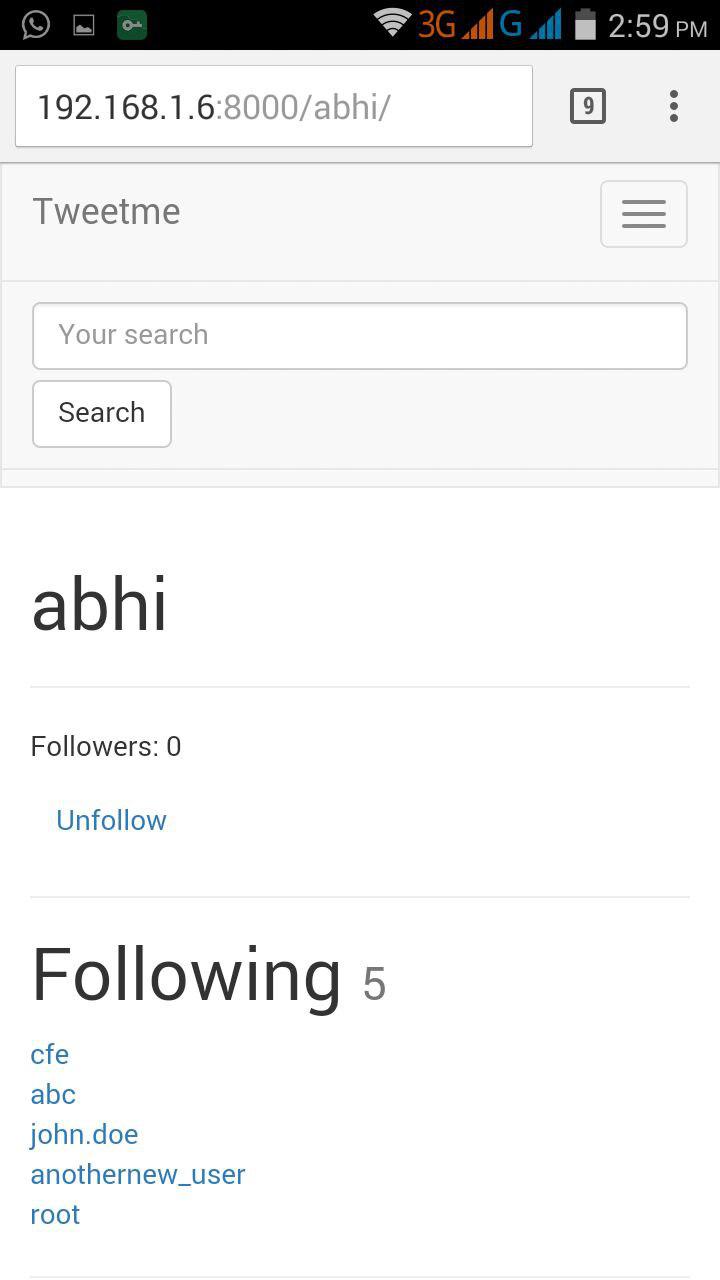 3G G 2:59 PM
192.168.1.6:8000/abhi/ 9
Tweetme
Your search
Search
abhi
Followers: 0
Unfollow
Following 5
cfe
abc
john.doe
anothernew_user
root